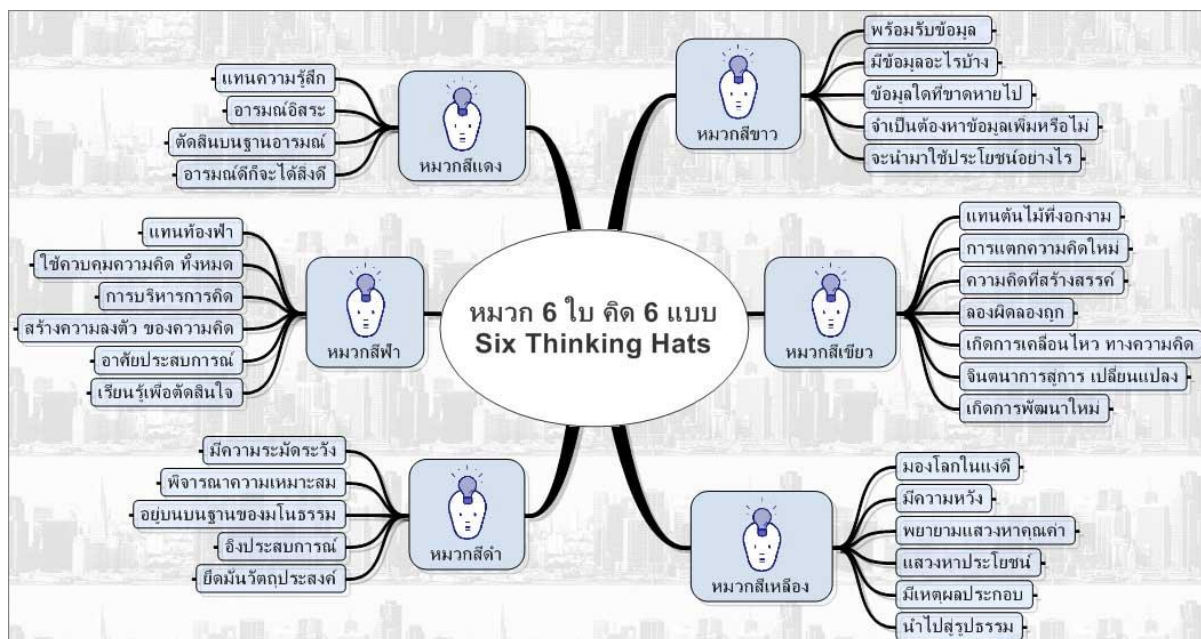 หมวก 6 ใบ คิด 6 แบบ
Six Thinking Hats
หมวกสีขาว
พร้อมรับข้อมูล
มีข้อมูลอะไรบ้าง
ข้อมูลใดที่ขาดหายไป
จำเป็นต้องหาข้อมูลเพิ่มหรือไม่
จะนำมาใช้ประโยชน์อย่างไร
หมวกสีเขียว
แทนต้นไม้ที่งอกงาม
การแตกความคิดใหม่
ความคิดที่สร้างสรรค์
ลองผิดลองถูก
เกิดการเคลื่อนไหว ทางความคิด
จินตนาการสู่การ เปลี่ยนแปลง
เกิดการพัฒนาใหม่
หมวกสีเหลือง
มองโลกในแง่ดี
มีความหวัง
พยายามแสวงหาคุณค่า
แสวงหาประโยชน์
มีเหตุผลประกอบ
นำไปสู่รูปธรรม
หมวกสีดำ
มีความระมัดระวัง
พิจารณาความเหมาะสม
อยู่บนบนฐานของมโนธรรม
อิงประสบการณ์
ยึดมั่นวัตถุประสงค์
หมวกสีฟ้า
แทนท้องฟ้า
ใช้ควบคุมความคิด ทั้งหมด
การบริหารการคิด
สร้างความลงตัว ของความคิด
อาศัยประสบการณ์
เรียนรู้เพื่อตัดสินใจ
หมวกสีแดง
แทนความรู้สึก
อารมณ์อิสระ
ตัดสินบนฐานอารมณ์
อารมณ์ดีก็จะได้สิ่งดี